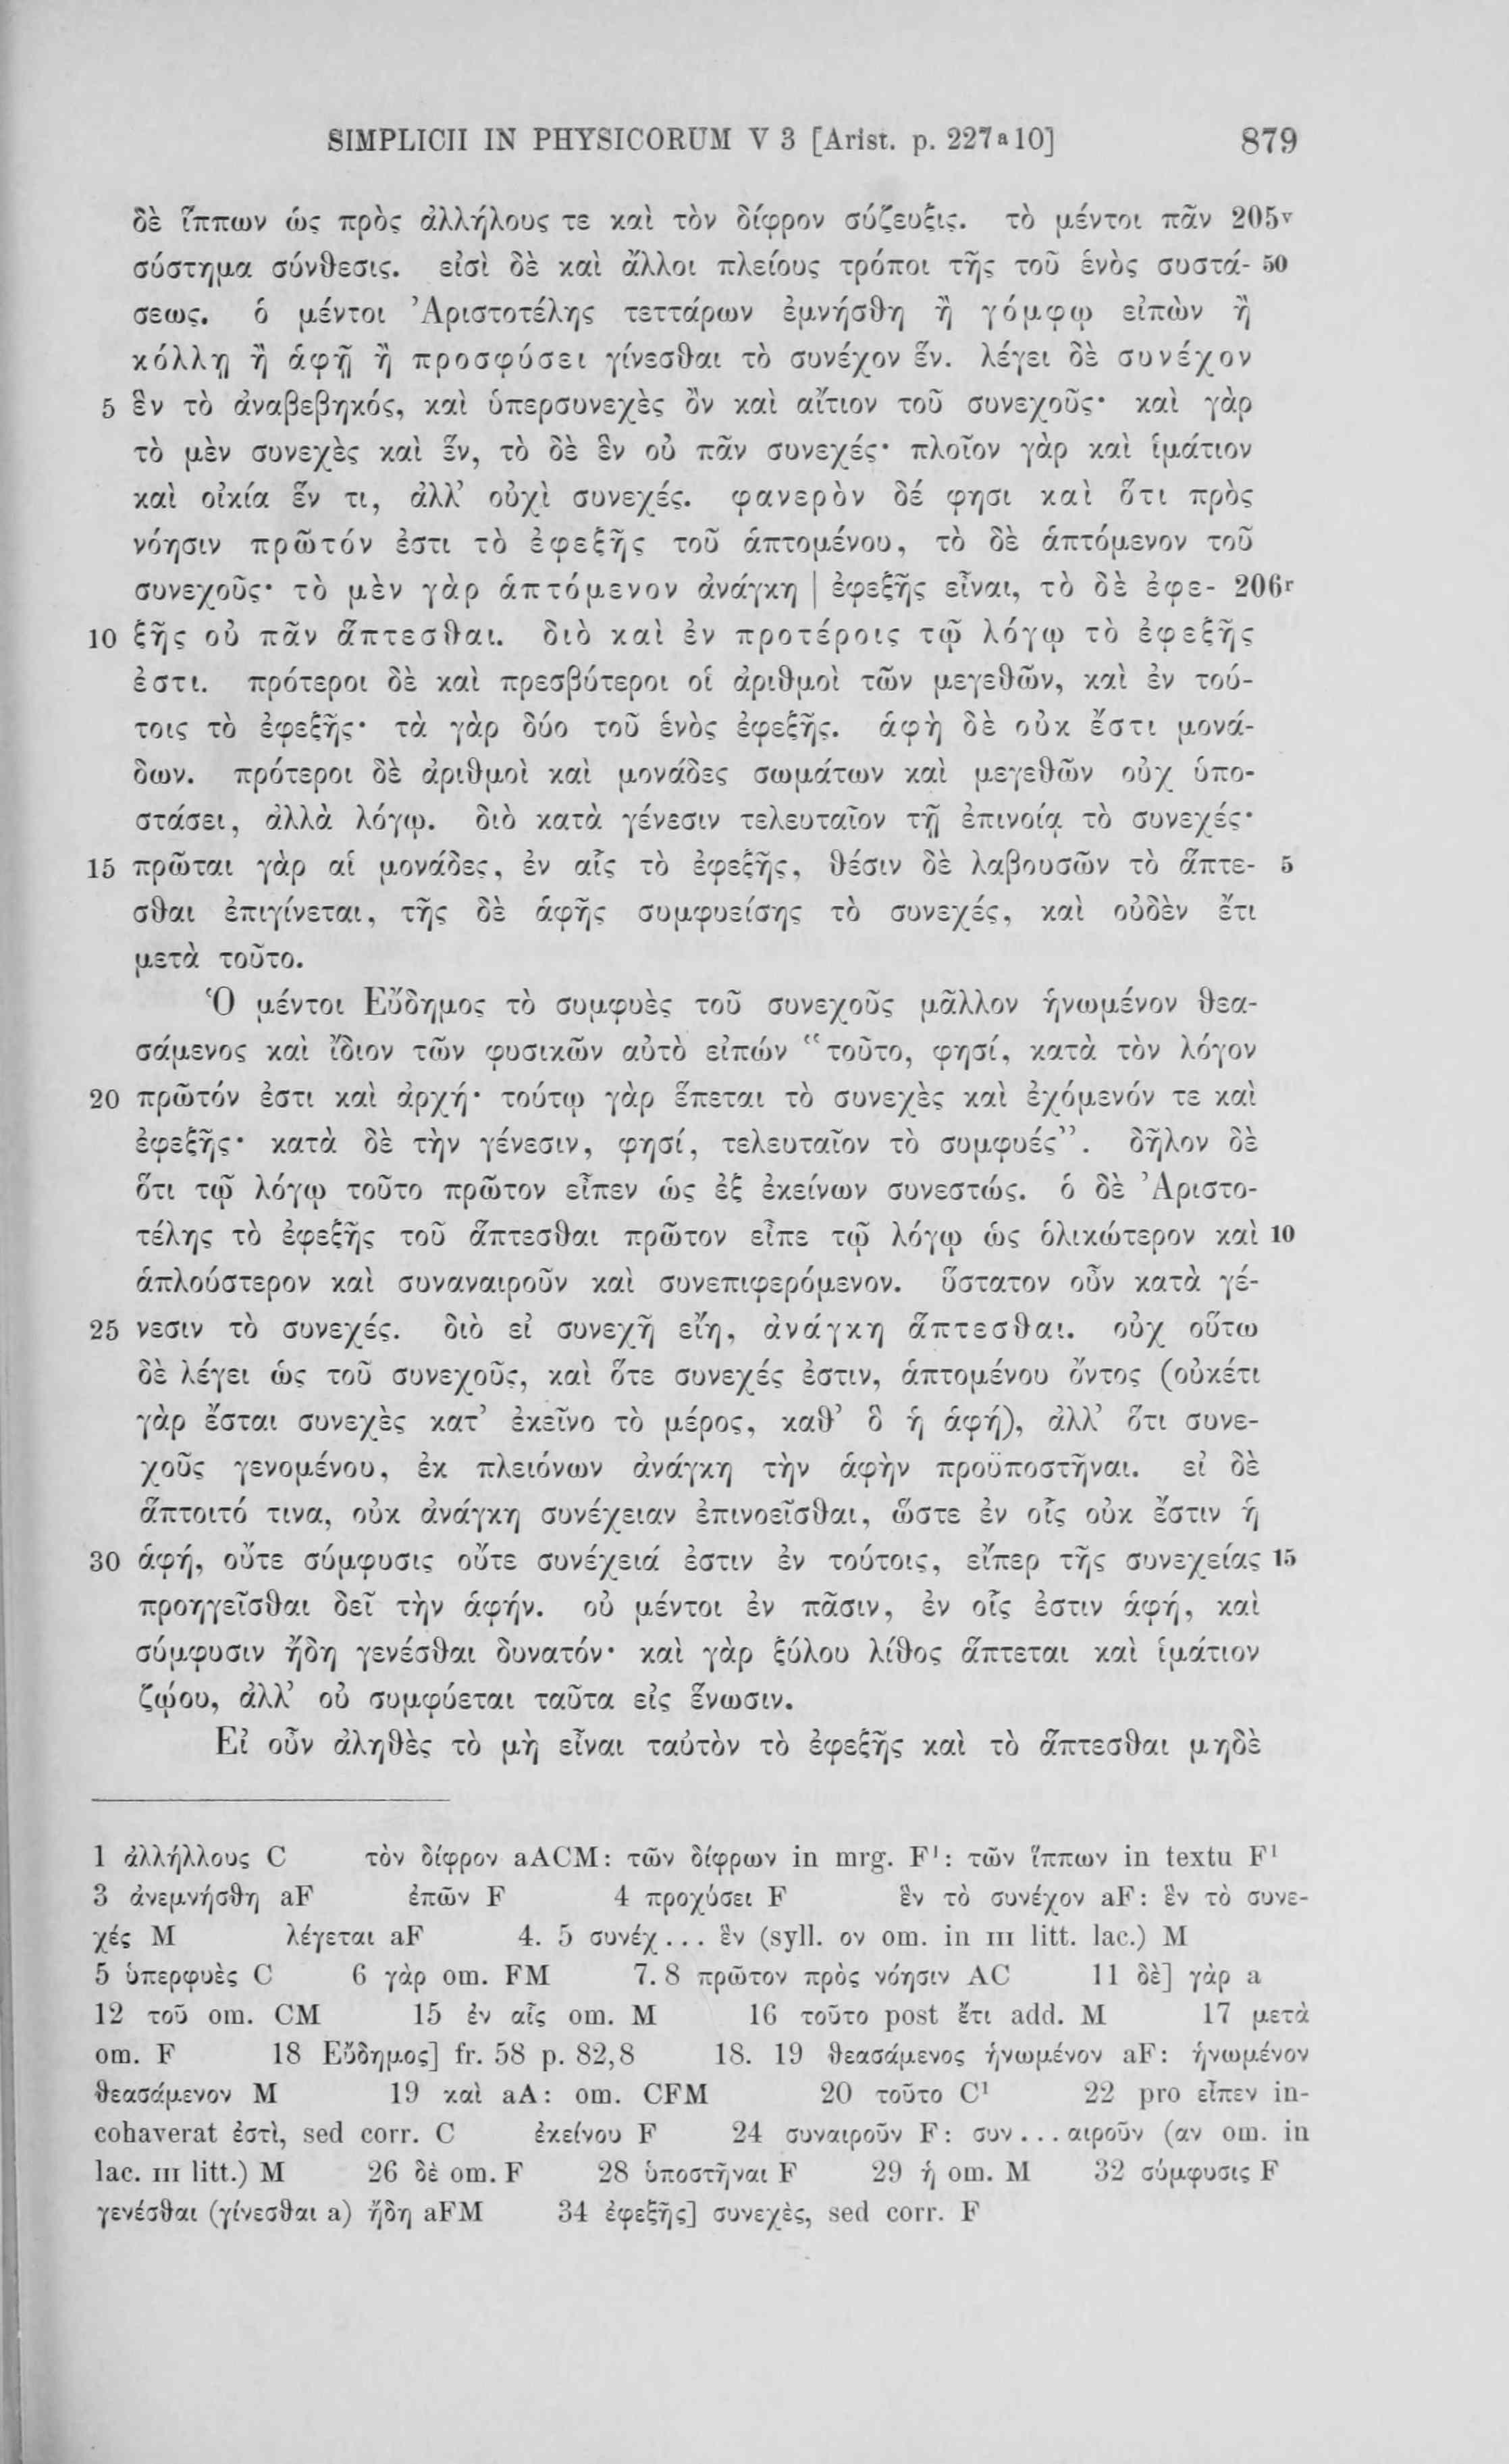 SIMPLICII IN PHYSICORUM V 3 [Arist. p. 227ᵃ10] 879
δὲ ἵππων ὡς πρὸς ἀλλήλους τε καὶ τὸν δίφρον σύζευξις. τὸ μέντοι πᾶν 205ᵛ
σύστημα σύνθεσις. εἰσὶ δὲ καὶ ἄλλοι πλείους τρόποι τῆς τοῦ ἑνὸς συστά- 50
σεως. ὁ μέντοι Ἀριστοτέλης τεττάρων ἐμνήσθη ἢ γόμφῳ εἰπὼν ἢ
κόλλῃ ἢ ἁφῇ ἢ προσφύσει γίνεσθαι τὸ συνέχον ἕν. λέγει δὲ συνέχον
5 ἓν τὸ ἀναβεβηκός, καὶ ὑπερσυνεχὲς ὂν καὶ αἴτιον τοῦ συνεχοῦς· καὶ γὰρ
τὸ μὲν συνεχὲς καὶ ἕν, τὸ δὲ ἓν οὐ πᾶν συνεχές· πλοῖον γὰρ καὶ ἱμάτιον
καὶ οἰκία ἕν τι, ἀλλ’ οὐχὶ συνεχές. φανερὸν δέ φησι καὶ ὅτι πρὸς
νόησιν πρῶτόν ἐστι τὸ ἐφεξῆς τοῦ ἁπτομένου, τὸ δὲ ἁπτόμενον τοῦ
συνεχοῦς· τὸ μὲν γὰρ ἁπτόμενον ἀνάγκη | ἐφεξῆς εἶναι, τὸ δὲ ἐφε- 206ʳ
10 ξῆς οὐ πᾶν ἅπτεσθαι. διὸ καὶ ἐν προτέροις τῷ λόγῳ τὸ ἐφεξῆς
ἐστι. πρότεροι δὲ καὶ πρεσβύτεροι οἱ ἀριθμοὶ τῶν μεγεθῶν, καὶ ἐν τού-
τοις τὸ ἐφεξῆς· τὰ γὰρ δύο τοῦ ἑνὸς ἐφεξῆς. ἁφὴ δὲ οὐκ ἔστι μονά-
δων. πρότεροι δὲ ἀριθμοὶ καὶ μονάδες σωμάτων καὶ μεγεθῶν οὐχ ὑπο-
στάσει, ἀλλὰ λόγῳ. διὸ κατὰ γένεσιν τελευταῖον τῇ ἐπινοίᾳ τὸ συνεχές·
15 πρῶται γὰρ αἱ μονάδες, ἐν αἷς τὸ ἐφεξῆς, θέσιν δὲ λαβουσῶν τὸ ἅπτε- 5
σθαι ἐπιγίνεται, τῆς δὲ ἁφῆς συμφυείσης τὸ συνεχές, καὶ οὐδὲν ἔτι
μετὰ τοῦτο.
Ὁ μέντοι Εὔδημος τὸ συμφυὲς τοῦ συνεχοῦς μᾶλλον ἡνωμένον θεα-
σάμενος καὶ ἴδιον τῶν φυσικῶν αὐτὸ εἰπών “τοῦτο, φησί, κατὰ τὸν λόγον
20 πρῶτόν ἐστι καὶ ἀρχή· τούτῳ γὰρ ἕπεται τὸ συνεχὲς καὶ ἐχόμενόν τε καὶ
ἐφεξῆς· κατὰ δὲ τὴν γένεσιν, φησί, τελευταῖον τὸ συμφυές”. δῆλον δὲ
ὅτι τῷ λόγῳ τοῦτο πρῶτον εἶπεν ὡς ἐξ ἐκείνων συνεστώς. ὁ δὲ Ἀριστο-
τέλης τὸ ἐφεξῆς τοῦ ἅπτεσθαι πρῶτον εἶπε τῷ λόγῳ ὡς ὁλικώτερον καὶ 10
ἁπλούστερον καὶ συναναιροῦν καὶ συνεπιφερόμενον. ὕστατον οὖν κατὰ γέ-
25 νεσιν τὸ συνεχές. διὸ εἰ συνεχῆ εἴη, ἀνάγκη ἅπτεσθαι. οὐχ οὕτω
δὲ λέγει ὡς τοῦ συνεχοῦς, καὶ ὅτε συνεχές ἐστιν, ἁπτομένου ὄντος (οὐκέτι
γὰρ ἔσται συνεχὲς κατ’ ἐκεῖνο τὸ μέρος, καθ’ ὃ ἡ ἁφή), ἀλλ’ ὅτι συνε-
χοῦς γενομένου, ἐκ πλειόνων ἀνάγκη τὴν ἁφὴν προϋποστῆναι. εἰ δὲ
ἅπτοιτό τινα, οὐκ ἀνάγκη συνέχειαν ἐπινοεῖσθαι, ὥστε ἐν οἷς οὐκ ἔστιν ἡ
30 ἁφή, οὔτε σύμφυσις οὔτε συνέχειά ἐστιν ἐν τούτοις, εἴπερ τῆς συνεχείας 15
προηγεῖσθαι δεῖ τὴν ἁφήν. οὐ μέντοι ἐν πᾶσιν, ἐν οἷς ἐστιν ἁφή, καὶ
σύμφυσιν ἤδη γενέσθαι δυνατόν· καὶ γὰρ ξύλου λίθος ἅπτεται καὶ ἱμάτιον
ζῴου, ἀλλ’ οὐ συμφύεται ταῦτα εἰς ἕνωσιν.
Εἰ οὖν ἀληθὲς τὸ μὴ εἶναι ταὐτὸν τὸ ἐφεξῆς καὶ τὸ ἅπτεσθαι μηδὲ
1 ἀλλήλλους C τὸν δίφρον aACM: τῶν δίφρων in mrg. F¹: τῶν ἵππων in textu F¹
3 ἀνεμνήσθη aF ἐπῶν F 4 προχύσει F ἓν τὸ συνέχον aF: ἓν τὸ συνε-
χές M λέγεται aF 4. 5 συνέχ... ἓν (syll. ον om. in III litt. lac.) M
5 ὑπερφυὲς C 6 γὰρ om. FM 7. 8 πρῶτον πρὸς νόησιν AC 11 δὲ] γὰρ a
12 τοῦ om. CM 15 ἐν αἷς om. M 16 τοῦτο post ἔτι add. M 17 μετὰ
om. F 18 Εὔδημος] fr. 58 p. 82,8 18. 19 θεασάμενος ἡνωμένον aF: ἡνωμένον
θεασάμενον M 19 καὶ aA: om. CFM 20 τοῦτο C¹ 22 pro εἶπεν in-
cohaverat ἐστὶ, sed corr. C ἐκείνου F 24 συναιροῦν F: συν...αιροῦν (αν om. in
lac. III litt.) M 26 δὲ om. F 28 ὑποστῆναι F 29 ἡ om. M 32 σύμφυσις F
γενέσθαι (γίνεσθαι a) ἤδη aFM 34 ἐφεξῆς] συνεχὲς, sed corr. F